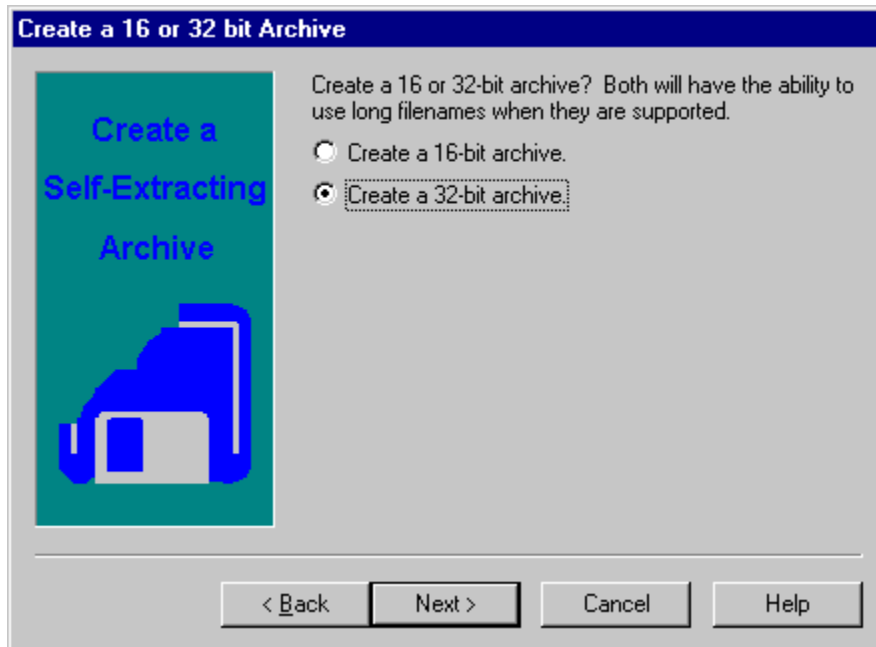 Create a 16 or 32 bit Archive
Create a
Self-Extracting
Archive
Create a 16 or 32-bit archive?  Both will have the ability to
use long filenames when they are supported.
Create a 16-bit archive.
Create a 32-bit archive.
< Back
Next >
Cancel
Help